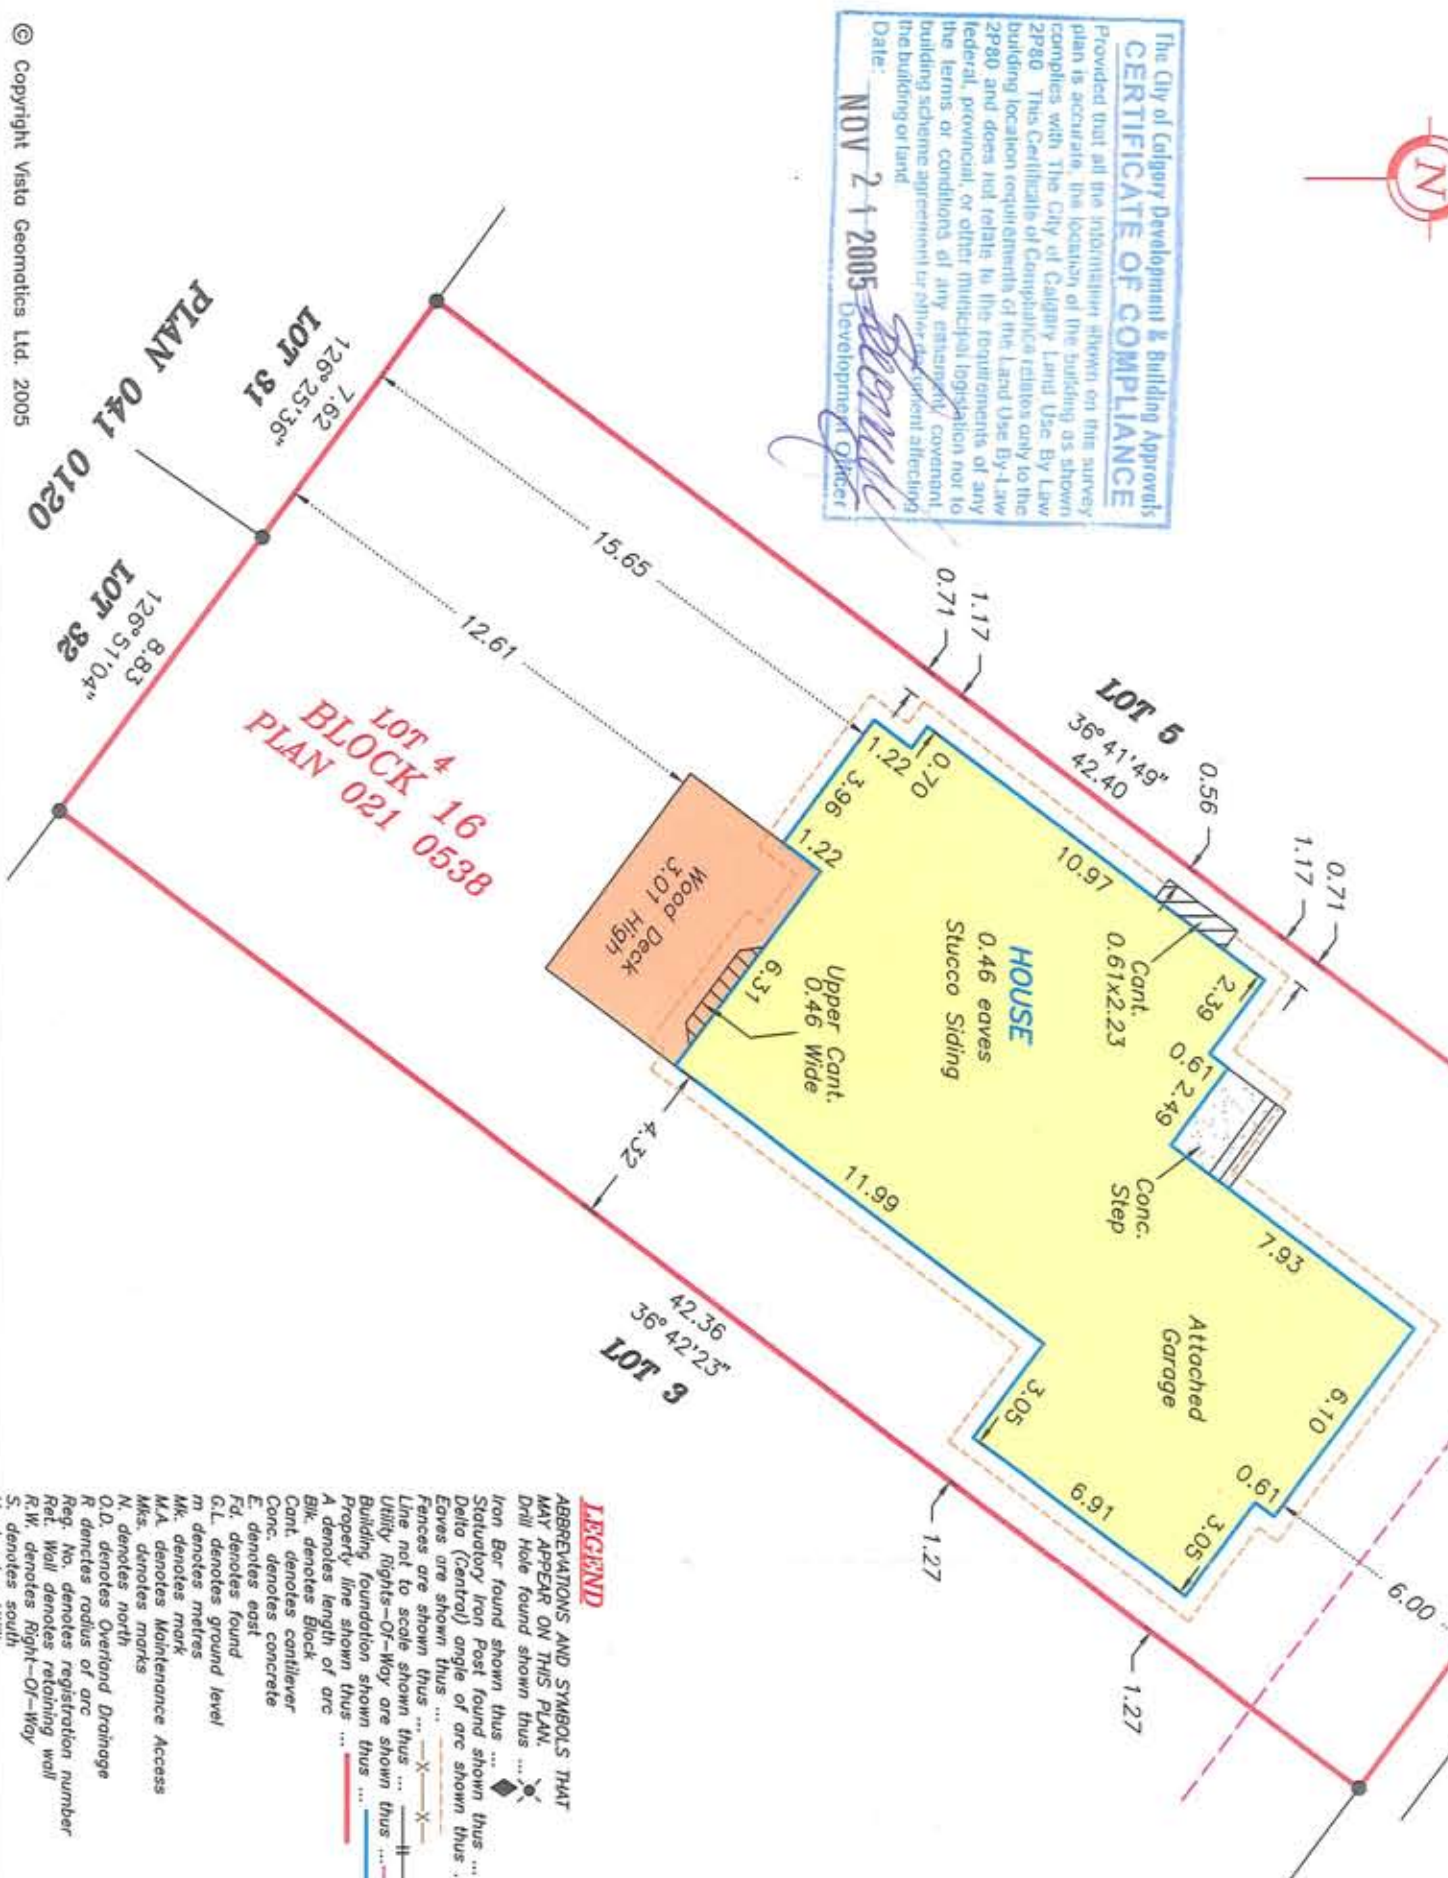 The City of Calgary Development & Building Approvals
CERTIFICATE OF COMPLIANCE
Provided that all the information shown on this survey
plan is accurate, the location of the building as shown
complies with The City of Calgary Land Use By Law
2P80 This Certificate of Compliance relates only to the
building location requirements of the Land Use By-Law
2P80 and does not relate to the requirements of any
federal, provincial, or other municipal legislation nor to
the terms or conditions of any easement, covenant
building scheme agreement or other document affecting
the building or land
Date: NOV 21 2005
Development Officer
N
LOT 5
36°41'49"
42.40
0.71
1.17
0.56
1.17
0.71
15.65
12.61
LOT 31
126°25'36"
7.62
PLAN 041 0120
LOT 32
126°51'04"
8.83
LOT 4
BLOCK 16
PLAN 021 0538
1.22
0.70
3.96
1.22
10.97
Cant.
0.61x2.23
2.39
0.61
2.49
HOUSE
0.46 eaves
Stucco Siding
Upper Cant.
0.46 Wide
6.31
Wood Deck
3.01 High
Conc.
Step
7.93
Attached
Garage
6.10
0.61
3.05
6.91
3.05
11.99
4.32
6.00
1.27
1.27
42.36
36°42'23"
LOT 3
LEGEND
ABBREVIATIONS AND SYMBOLS THAT
MAY APPEAR ON THIS PLAN.
Drill Hole found shown thus ...
Iron Bar found shown thus ...
Statuatory Iron Post found shown thus ...
Delta (Central) angle of arc shown thus .
Eaves are shown thus ...
Fences are shown thus ... —X——X—
Line not to scale shown thus ...
Utility Rights-Of-Way are shown thus ...
Building foundation shown thus ...
Property line shown thus ...
A denotes length of arc
Blk. denotes Block
Cant. denotes cantilever
Conc. denotes concrete
E. denotes east
Fd. denotes found
G.L. denotes ground level
m denotes metres
Mk. denotes mark
M.A. denotes Maintenance Access
Mks. denotes marks
N. denotes north
O.D. denotes Overland Drainage
R denotes radius of arc
Reg. No. denotes registration number
Ret. Wall denotes retaining wall
R.W. denotes Right-Of-Way
S. denotes south
© Copyright Vista Geomatics Ltd. 2005